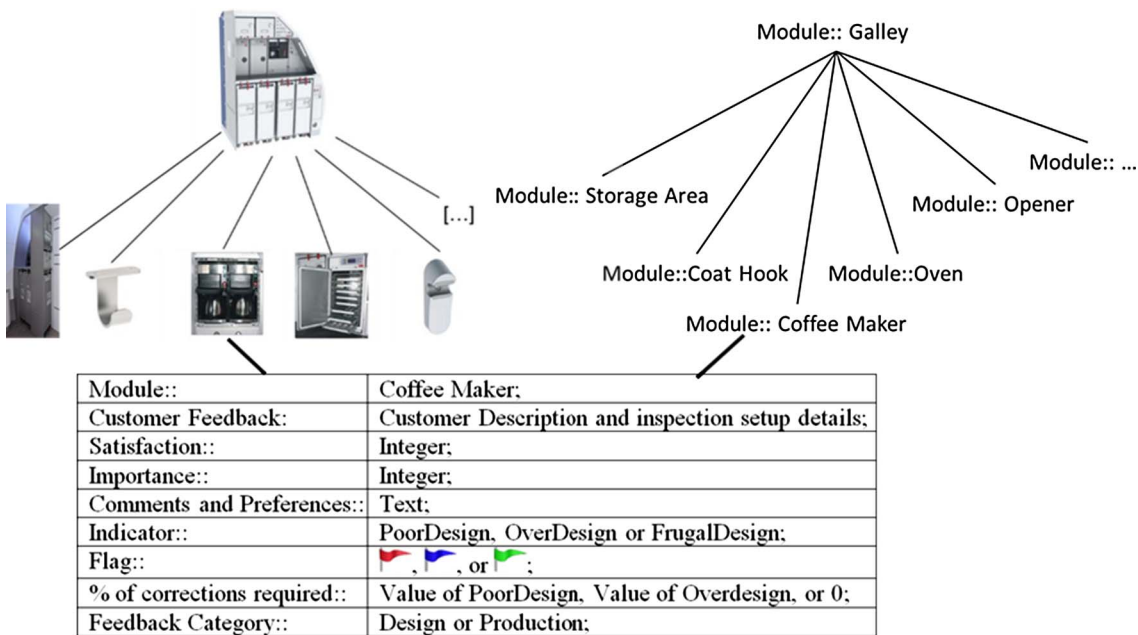 Module:: Galley
[...]
Module:: ...
Module:: Storage Area
Module:: Opener
Module::Coat Hook
Module::Oven
Module:: Coffee Maker
Module:: Coffee Maker;
Customer Feedback: Customer Description and inspection setup details;
Satisfaction:: Integer;
Importance:: Integer;
Comments and Preferences:: Text;
Indicator:: PoorDesign, OverDesign or FrugalDesign;
Flag:: , , or ;
% of corrections required:: Value of PoorDesign, Value of Overdesign, or 0;
Feedback Category:: Design or Production;